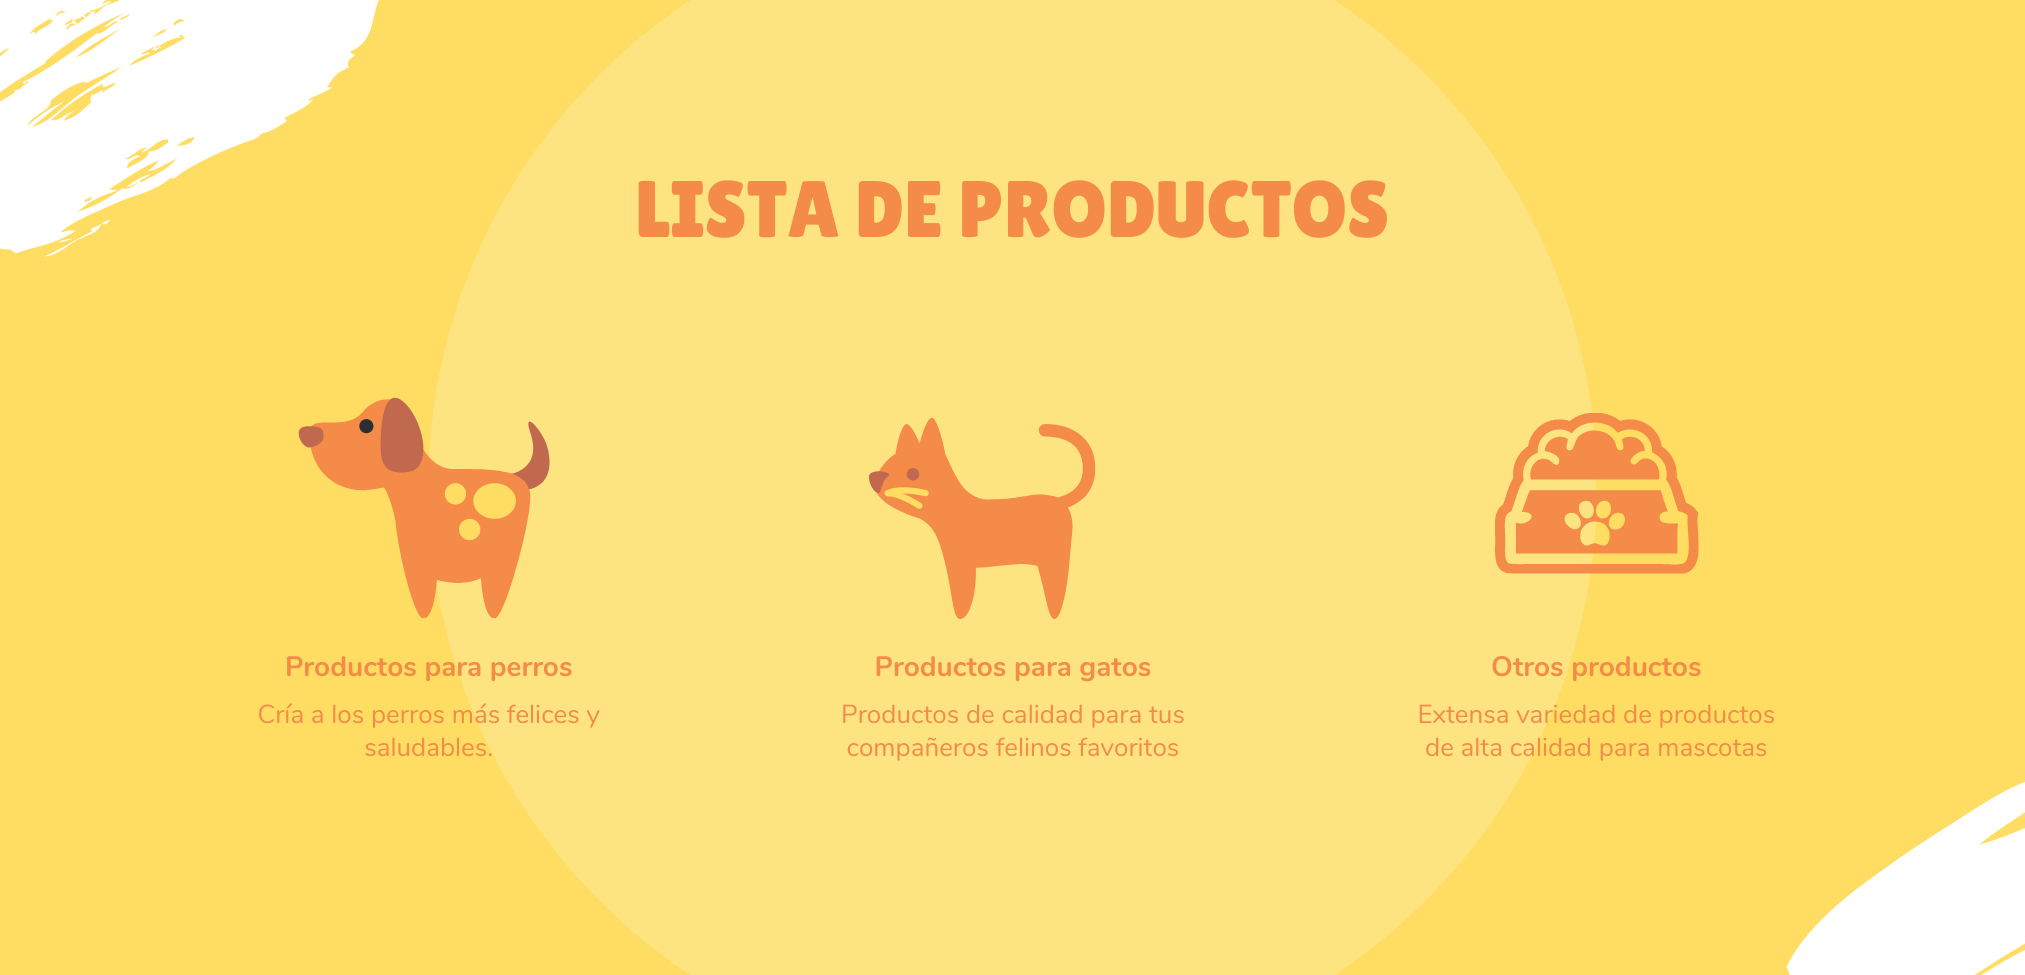 LISTA DE PRODUCTOS
Productos para perros
Cría a los perros más felices y
saludables.
Productos para gatos
Productos de calidad para tus
compañeros felinos favoritos
Otros productos
Extensa variedad de productos
de alta calidad para mascotas